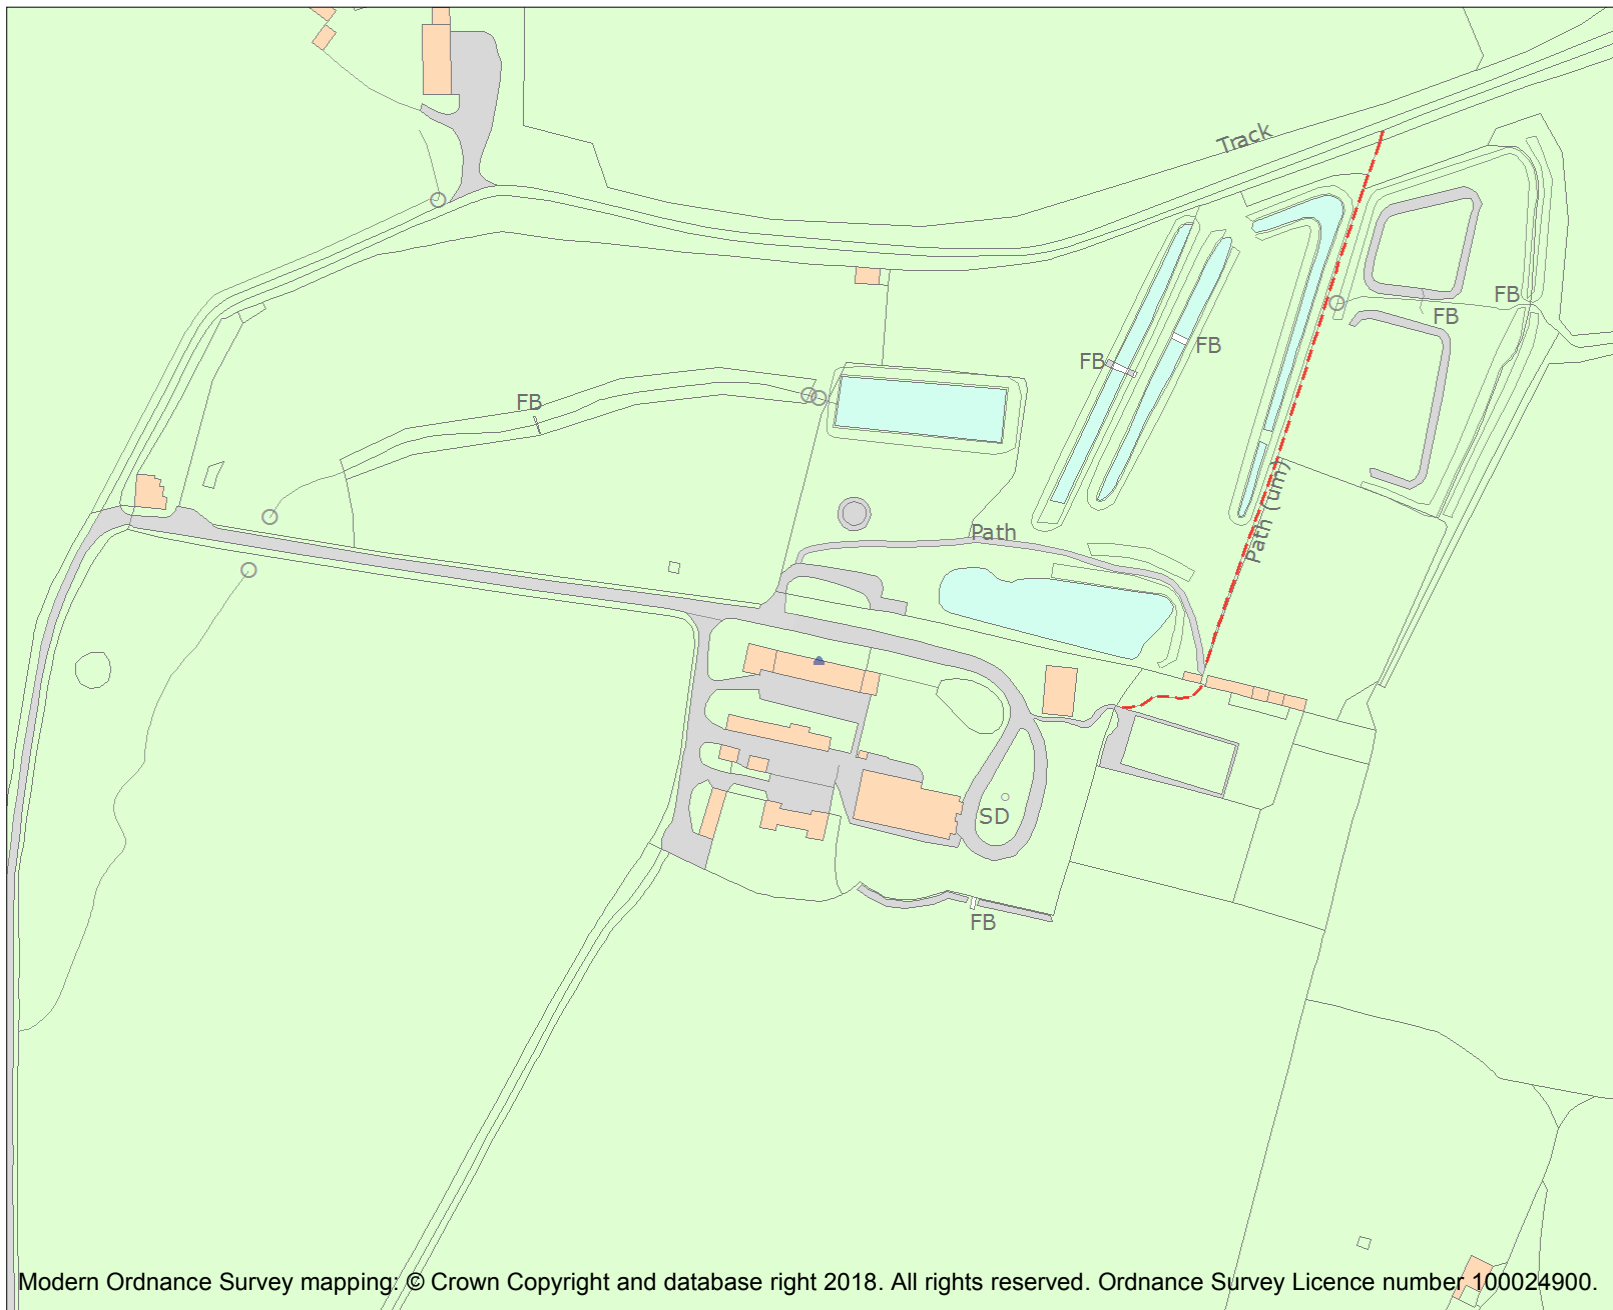 Track
FB
FB
FB
FB
FB
Path (um)
Path
SD
FB
Modern Ordnance Survey mapping: © Crown Copyright and database right 2018. All rights reserved. Ordnance Survey Licence number 100024900.